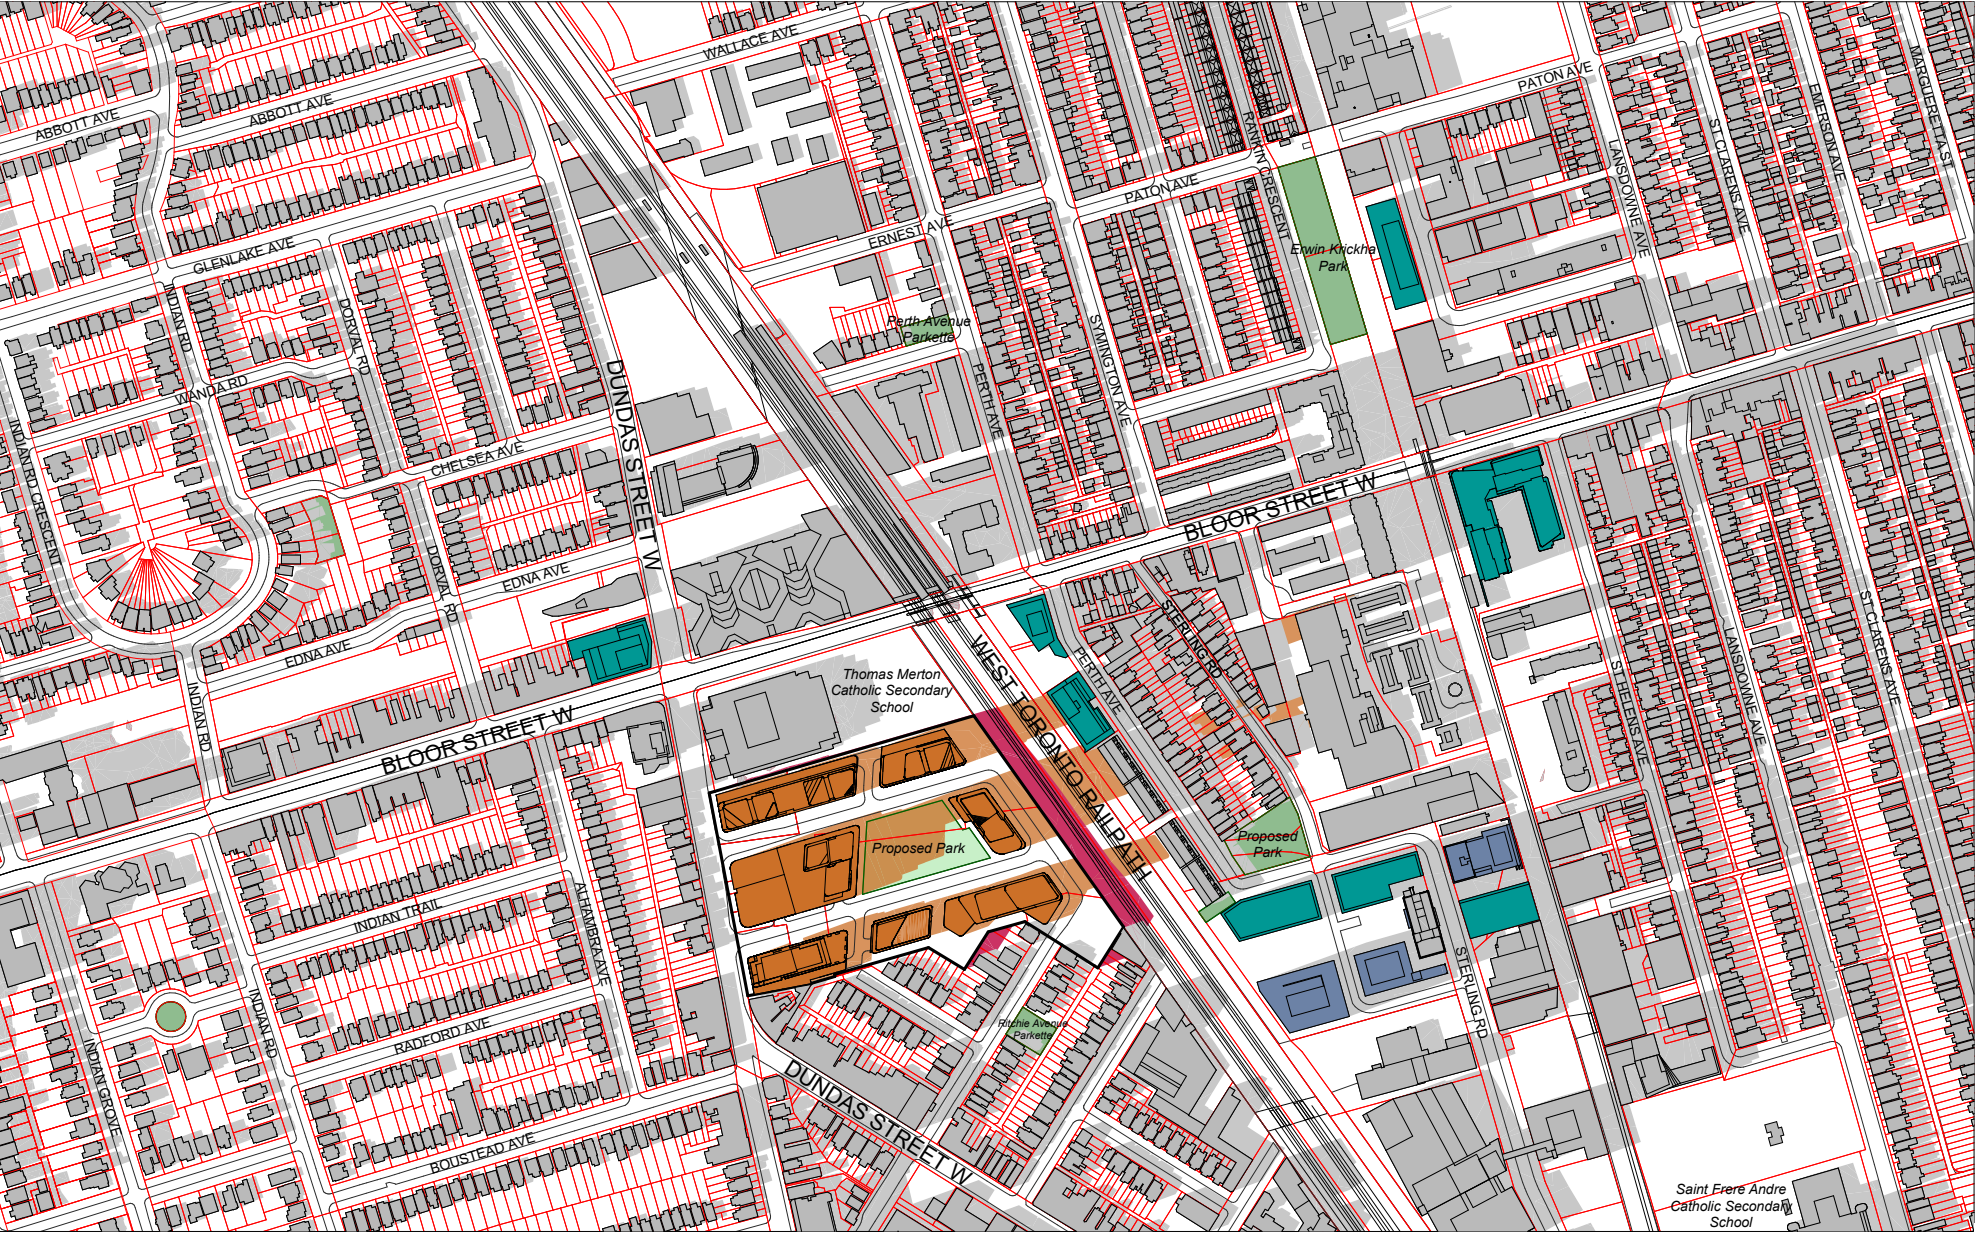 WALLACE AVE
ABBOTT AVE
ABBOTT AVE
PATON AVE
MARGUERETTA ST
EMERSON AVE
ST CLARENS AVE
LANSDOWNE AVE
RANKIN CRESCENT
PATON AVE
ERNEST AVE
GLENLAKE AVE
Erwin Krickha
Park
INDIAN RD
DORVAL RD
Perth Avenue
Parkette
SYMINGTON AVE
PERTH AVE
DUNDAS STREET W
WANDA RD
INDIAN RD CRESCENT
CHELSEA AVE
BLOOR STREET W
DORVAL RD
EDNA AVE
EDNA AVE
STERLING RD
PERTH AVE
WEST TORONTO RAILPATH
Thomas Merton
Catholic Secondary
School
INDIAN RD
BLOOR STREET W
ST HELENS AVE
LANSDOWNE AVE
ST CLARENS AVE
Proposed Park
Proposed
Park
INDIAN TRAIL
ALHAMBRA AVE
INDIAN RD
RADFORD AVE
INDIAN GROVE
STERLING RD
Ritchie Avenue
Parkette
DUNDAS STREET W
BOUSTEAD AVE
Saint Frere Andre
Catholic Secondary
School